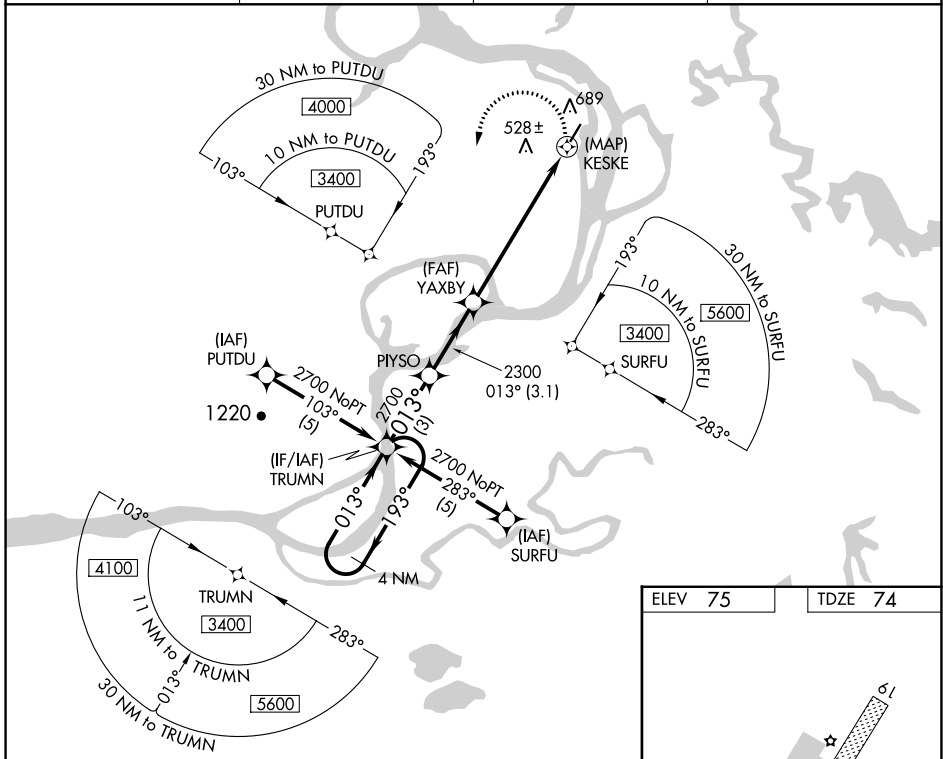 30 NM to PUTDU
4000
10 NM to PUTDU
3400
103°
193°
PUTDU
689
528 ±
(MAP)
KESKE
(FAF)
YAXBY
193°
30 NM to SURFU
10 NM to SURFU
5600
3400
SURFU
283°
(IAF)
PUTDU
PIYSO
2300
013° (3.1)
2700 NoPT
103°
(5)
1220
2700
013°
(3)
(IF/IAF)
TRUMN
2700 NoPT
283°
(5)
013°
193°
(IAF)
SURFU
4 NM
103°
4100
TRUMN
3400
283°
11 NM to TRUMN
013°
5600
30 NM to TRUMN
ELEV 75
TDZE 74
19